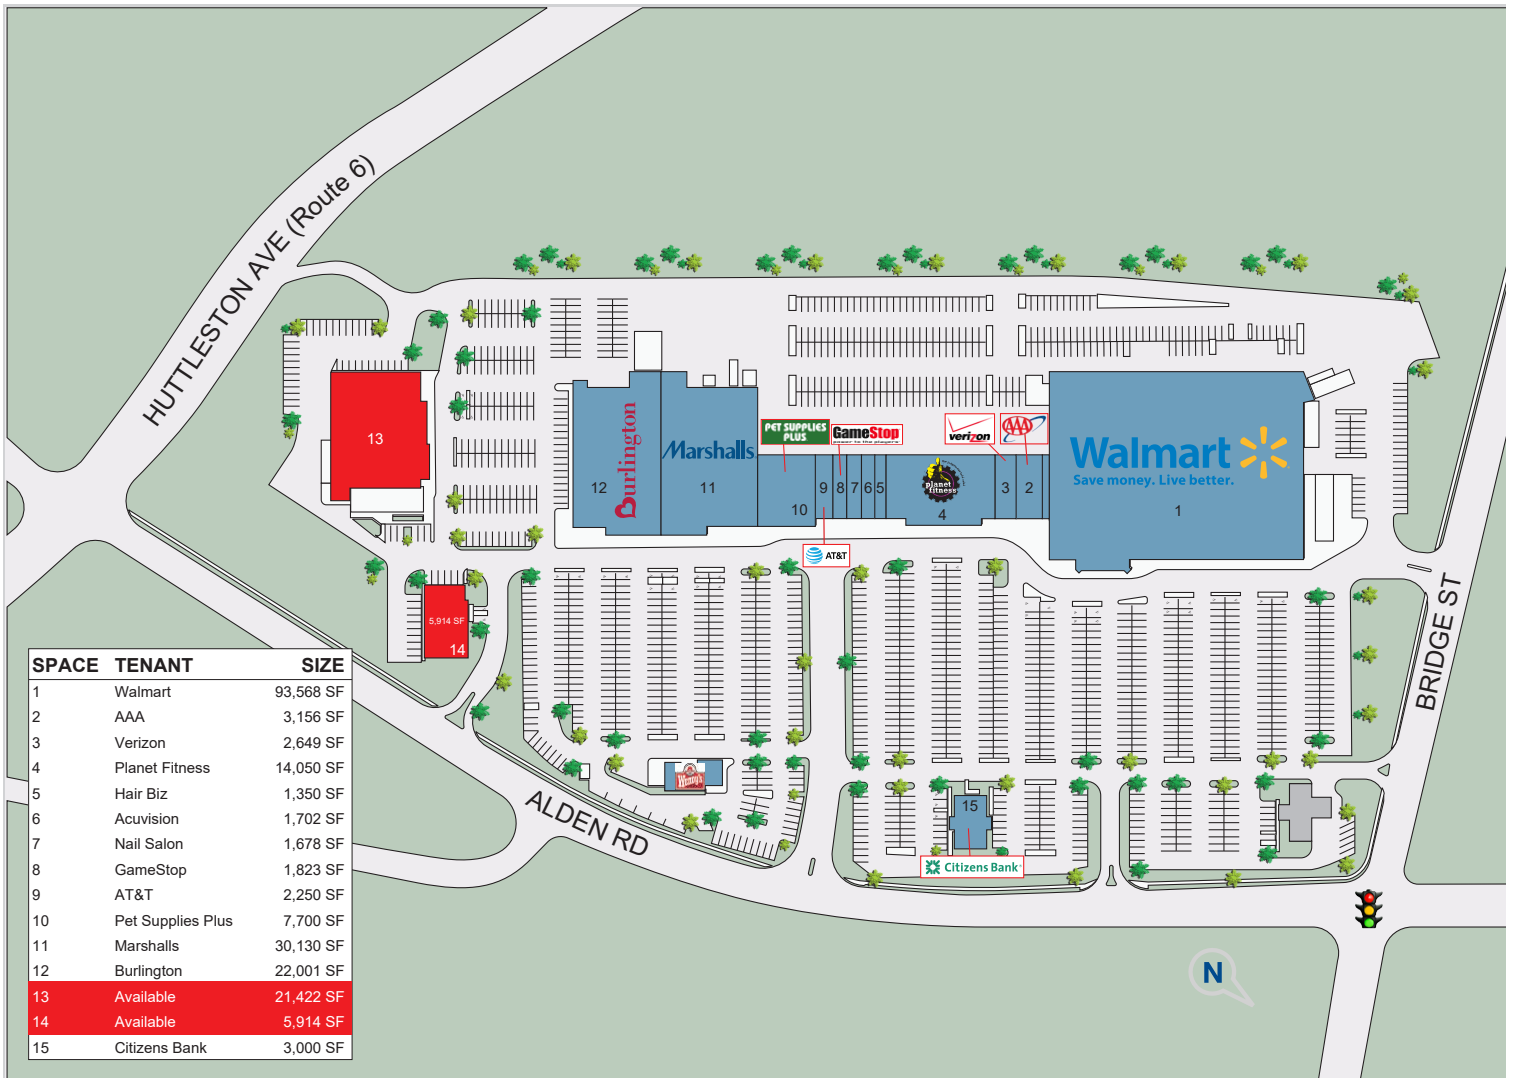 HUTTLESTON AVE (Route 6)
13
12
Burlington
Marshalls
11
PET SUPPLIES
PLUS
GameStop
power to the players
10
9
8
7
6
5
AT&T
planet
fitness
4
verizon
AAA
3
2
Walmart
Save money. Live better.
1
5,914 SF
14
BRIDGE ST
Wendy's
ALDEN RD
15
Citizens Bank
N
SPACE TENANT SIZE
1 Walmart 93,568 SF
2 AAA 3,156 SF
3 Verizon 2,649 SF
4 Planet Fitness 14,050 SF
5 Hair Biz 1,350 SF
6 Acuvision 1,702 SF
7 Nail Salon 1,678 SF
8 GameStop 1,823 SF
9 AT&T 2,250 SF
10 Pet Supplies Plus 7,700 SF
11 Marshalls 30,130 SF
12 Burlington 22,001 SF
13 Available 21,422 SF
14 Available 5,914 SF
15 Citizens Bank 3,000 SF